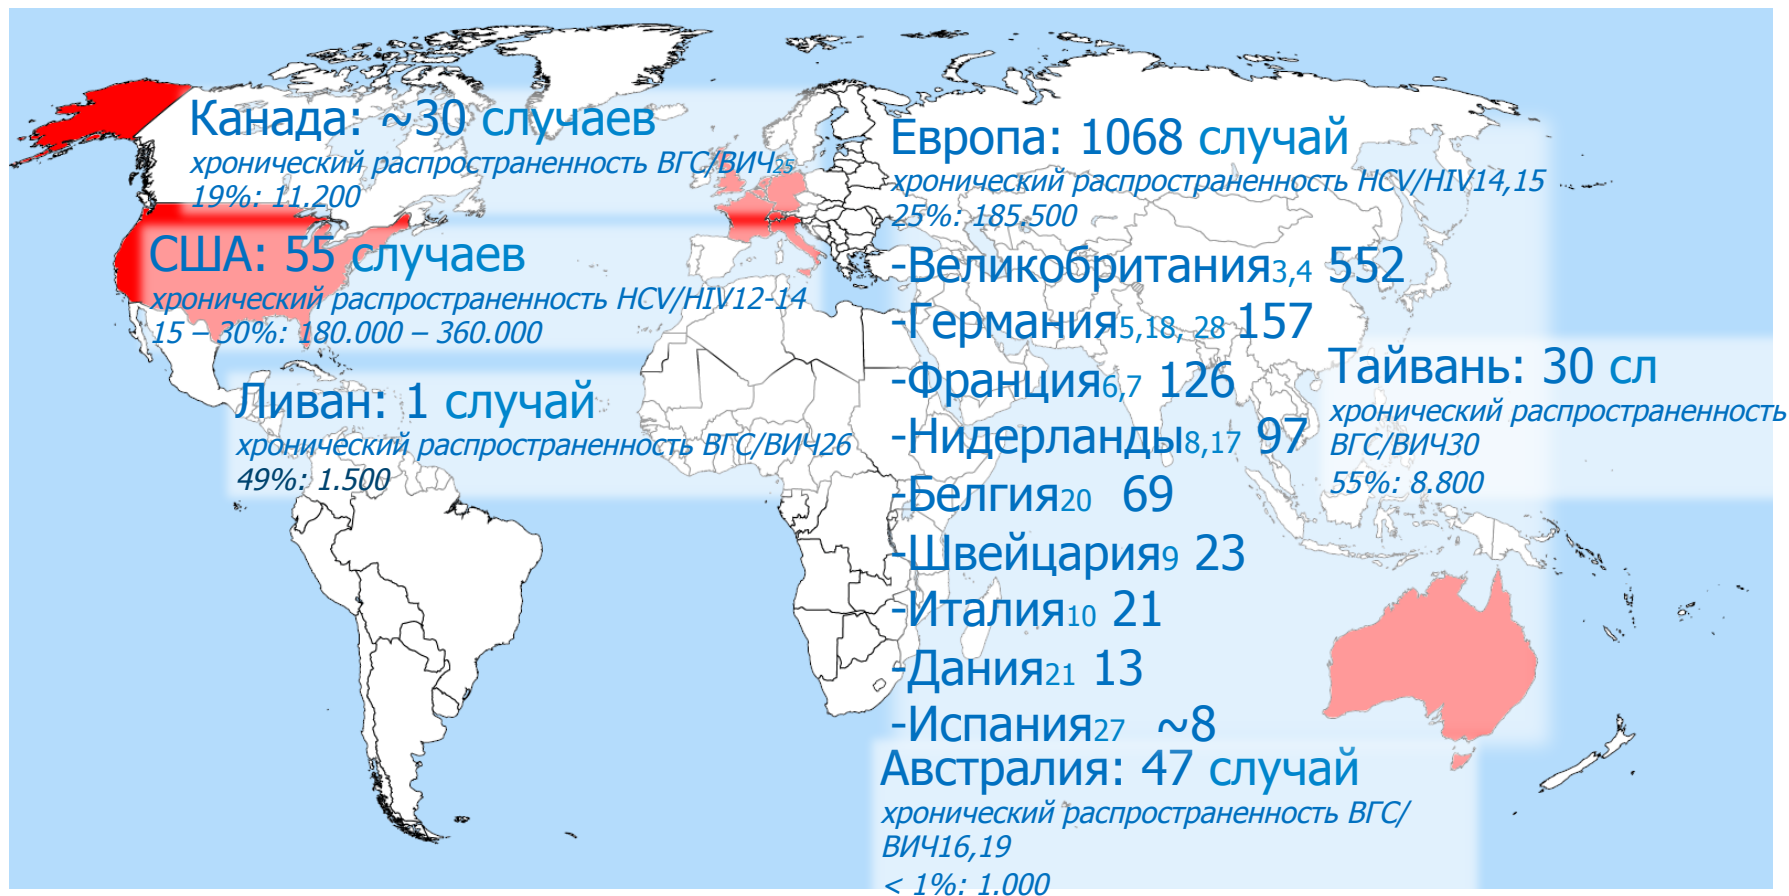 Канада: ~30 случаев
хронический распространенность ВГС/ВИЧ25
19%: 11.200
США: 55 случаев
хронический распространенность HCV/HIV12-14
15 – 30%: 180.000 – 360.000
Ливан: 1 случай
хронический распространенность ВГС/ВИЧ26
49%: 1.500
Европа: 1068 случай
хронический распространенность HCV/HIV14,15
25%: 185.500
-Великобритания3,4 552
-Германия5,18, 28 157
-Франция6,7 126
-Нидерланды8,17 97
-Белгия20 69
-Швейцария9 23
-Италия10 21
-Дания21 13
-Испания27 ~8
Тайвань: 30 сл
хронический распространенность
ВГС/ВИЧ30
55%: 8.800
Австралия: 47 случай
хронический распространенность ВГС/
ВИЧ16,19
< 1%: 1.000